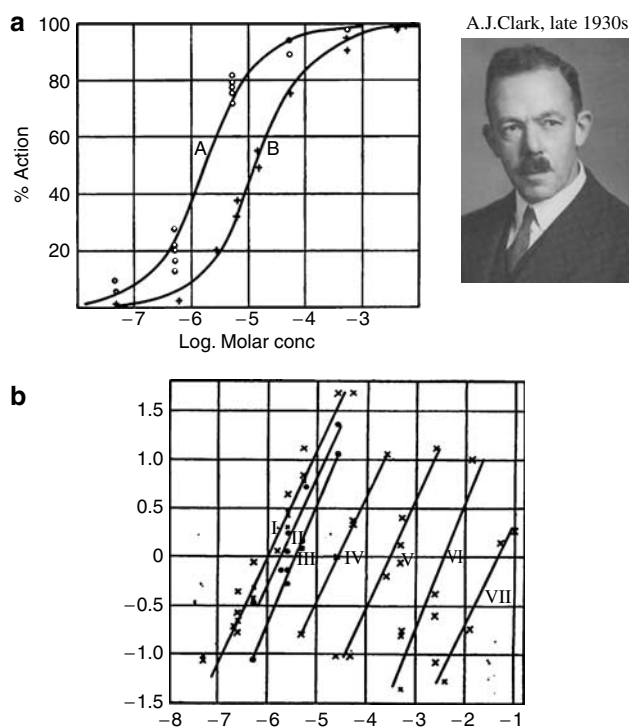 a
A.J.Clark, late 1930s
100
80
60
40
20
% Action
A
B
−7 −6 −5 −4 −3
Log. Molar conc
b
1.5
1.0
0.5
0
−0.5
−1.0
−1.5
I
II
III
IV
V
VI
VII
−8 −7 −6 −5 −4 −3 −2 −1